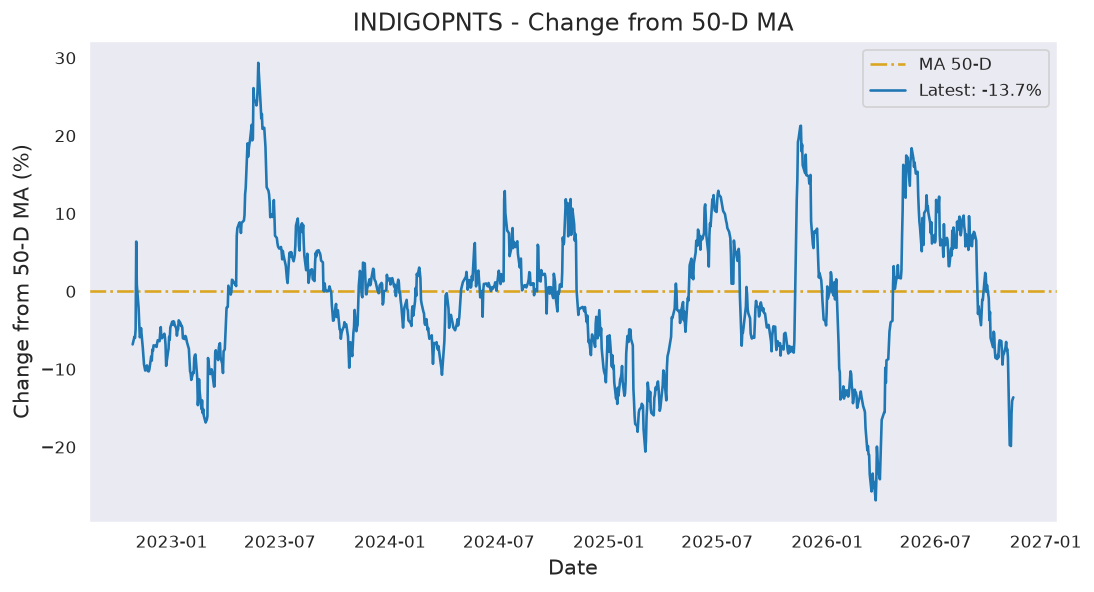 INDIGOPNTS - Change from 50-D MA
MA 50-D
Latest: -13.7%
Change from 50-D MA (%)
30
20
10
0
−10
−20
2023-01 2023-07 2024-01 2024-07 2025-01 2025-07 2026-01 2026-07 2027-01
Date